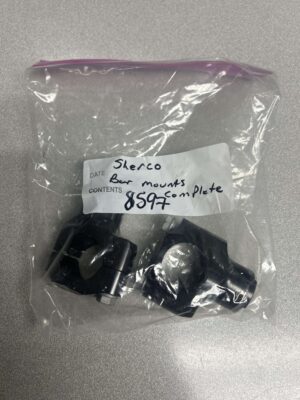 DATE Sherco
Bar mounts
CONTENTS Complete
8597